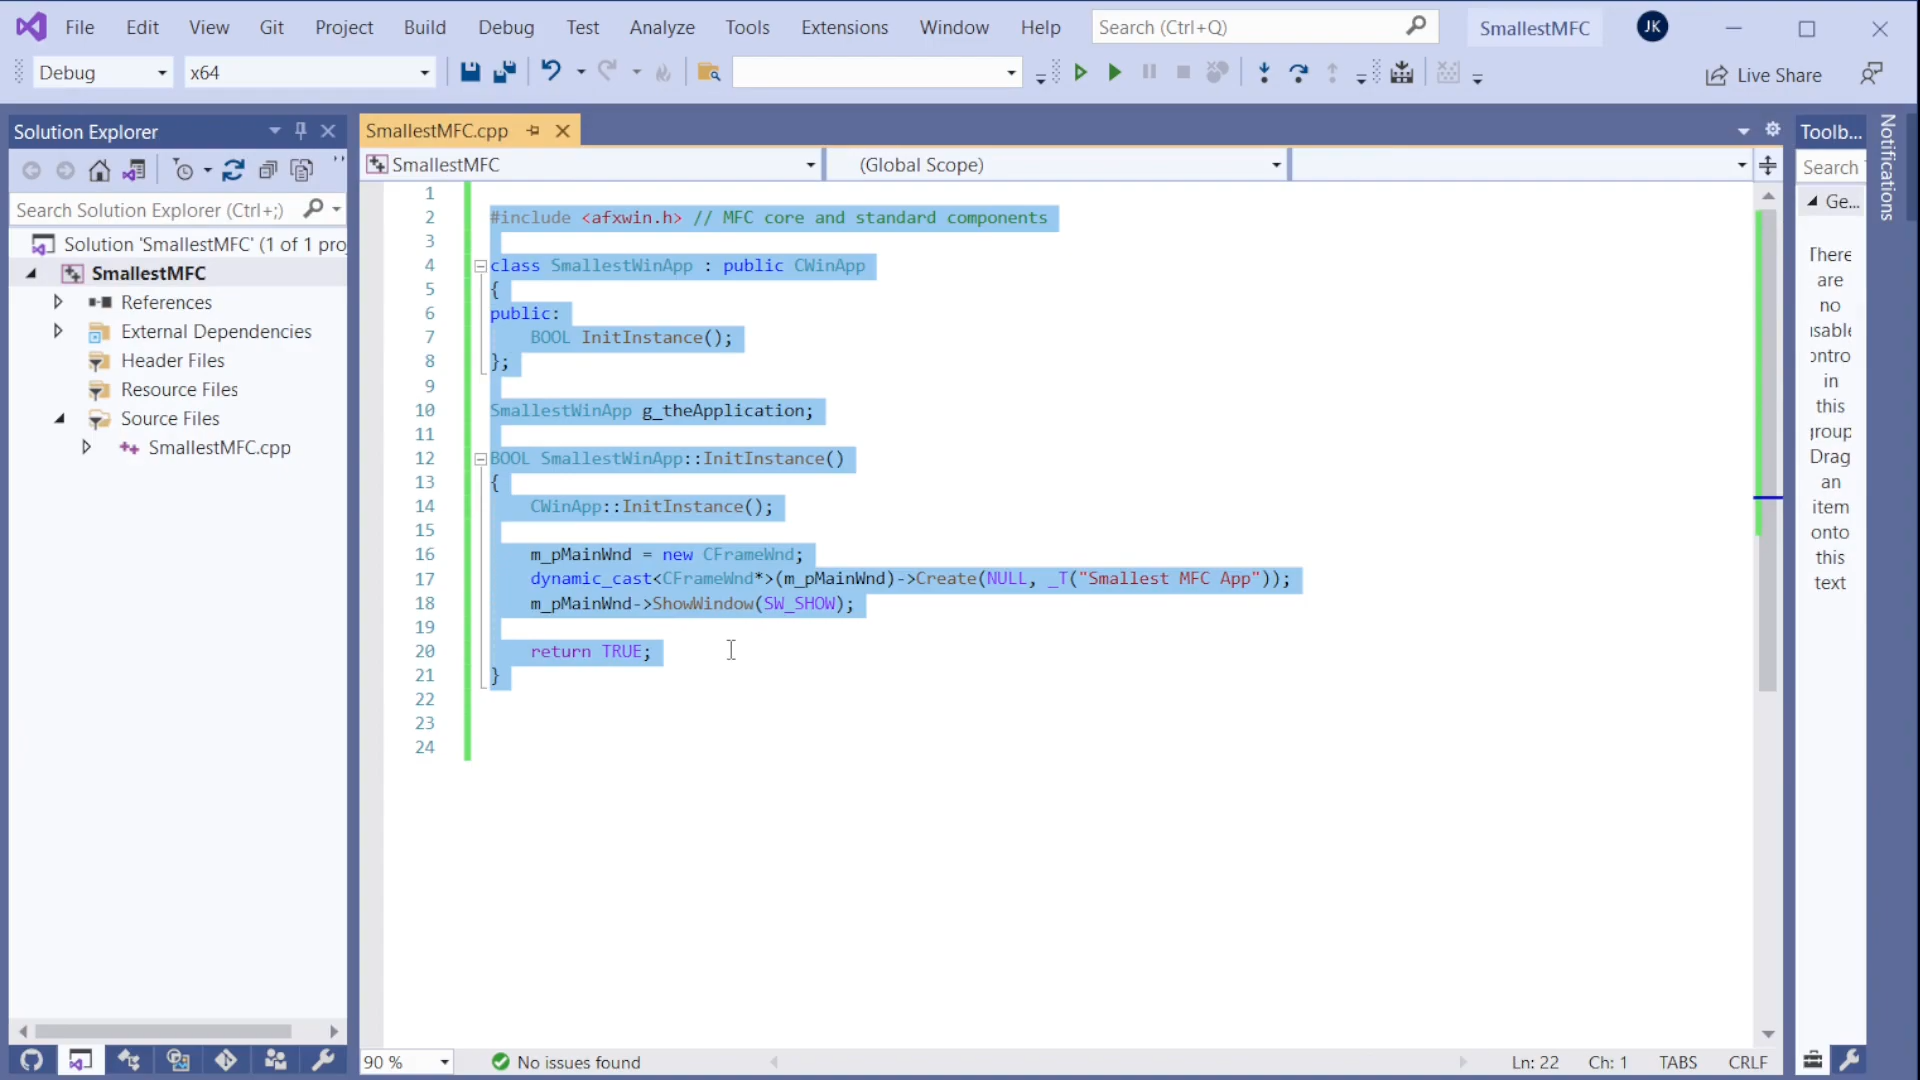 File Edit View Git Project Build Debug Test Tools Analyze Extensions Window Help Search (Ctrl+Q) SmallestMFC JK
Debug x64 Live Share
Solution Explorer
Search Solution Explorer (Ctrl+;)
Solution 'SmallestMFC' (1 of 1 pro
SmallestMFC
References
External Dependencies
Header Files
Resource Files
Source Files
SmallestMFC.cpp
SmallestMFC.cpp
SmallestMFC (Global Scope)
1
2 #include <afxwin.h> // MFC core and standard components
3
4 class SmallestWinApp : public CWinApp
5 {
6 public:
7 BOOL InitInstance();
8 };
9
10 SmallestWinApp g_theApplication;
11
12 BOOL SmallestWinApp::InitInstance()
13 {
14 CWinApp::InitInstance();
15
16 m_pMainWnd = new CFrameWnd;
17 dynamic_cast<CFrameWnd*>(m_pMainWnd)->Create(NULL, _T("Smallest MFC App"));
18 m_pMainWnd->ShowWindow(SW_SHOW);
19
20 return TRUE;
21 }
22
23
24
90 % No issues found Ln: 22 Ch: 1 TABS CRLF
Toolb...
Search
Ge...
There
are
no
in
this
group
Drag
an
item
onto
this
text
Notifications